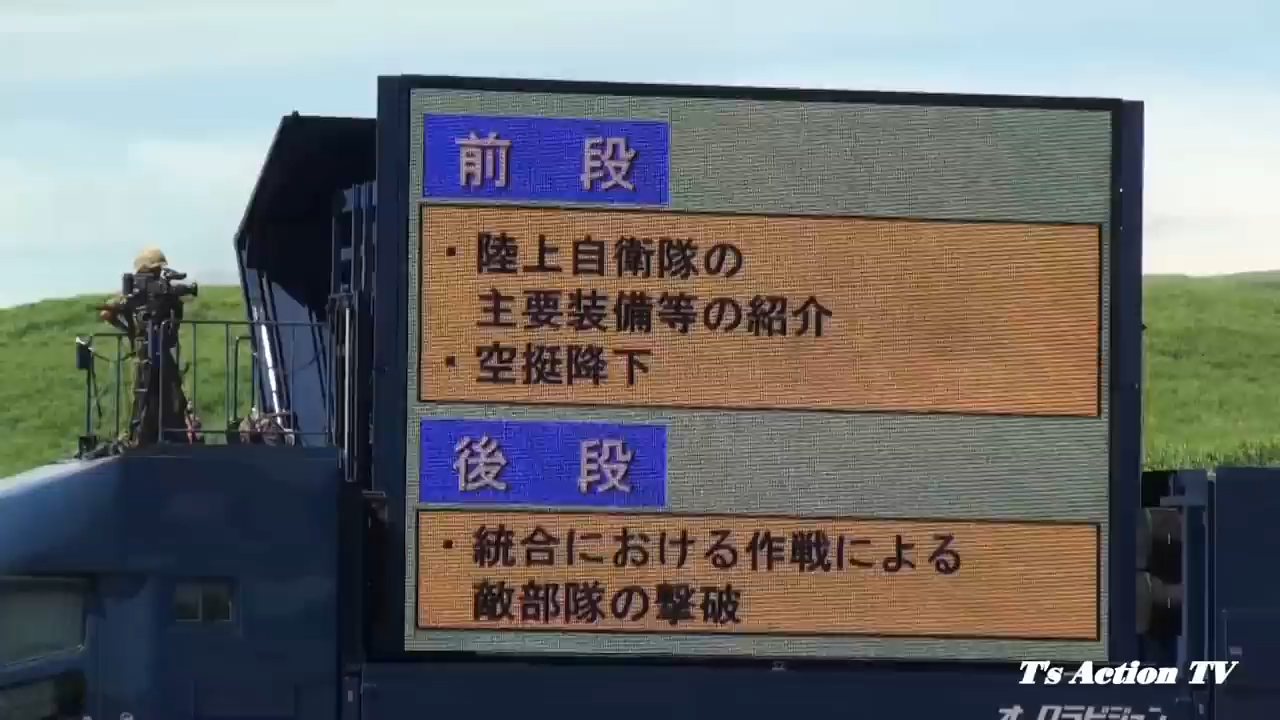 前 段
・陸上自衛隊の
主要装備等の紹介
・空挺降下
後 段
・統合における作戦による
敵部隊の撃破
T's Action TV